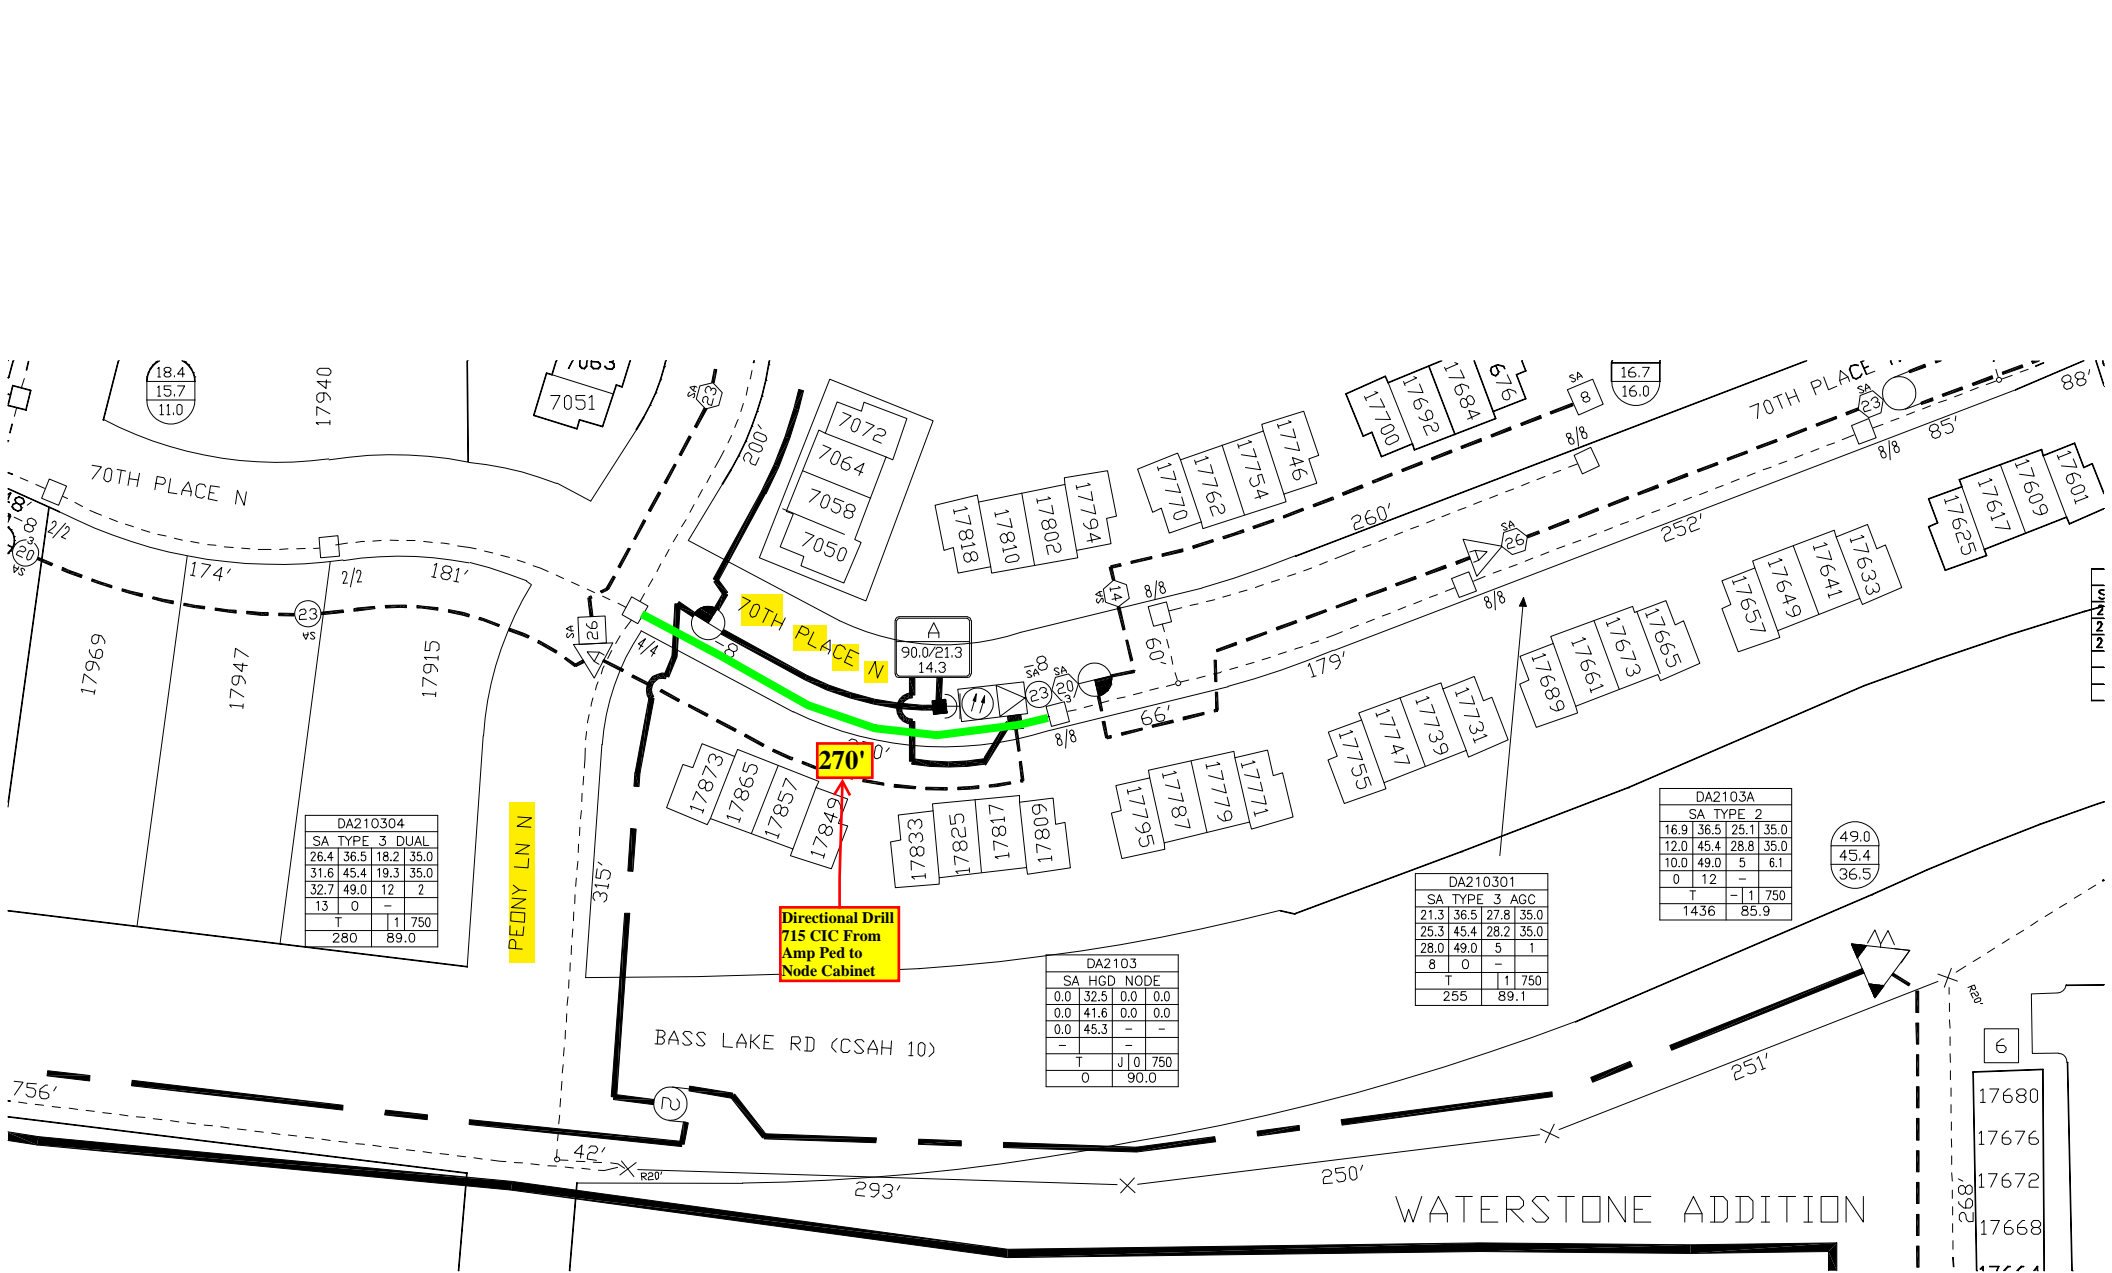 18.4
15.7
11.0
17940
7063
7051
SA
23
200'
7072
7064
7058
7050
70TH PLACE N
18'
-8
2/2
3
20
SA
174'
2/2
181'
23
SA
17969
17947
17915
SA
26
A
4/4
-8
70TH PLACE N
A
90.0/21.3
14.3
-8
SA
23
SA
20
3
8/8
66'
60'
SA
14
8/8
17818
17810
17802
17794
17770
17762
17754
17746
17700
17692
17684
676
SA
8
8/8
16.7
16.0
260'
179'
252'
A
SA
26
8/8
70TH PLACE N
SA
23
8/8
85'
88'
17625
17617
17609
17601
17657
17649
17641
17633
17689
17661
17673
17665
17755
17747
17739
17731
17795
17787
17779
17771
17833
17825
17817
17809
17873
17865
17857
17849
270'
Directional Drill
715 CIC From
Amp Ped to
Node Cabinet
PEONY LN N
315'
DA210304
SA TYPE 3 DUAL
26.4 36.5 18.2 35.0
31.6 45.4 19.3 35.0
32.7 49.0 12 2
13 0 -
T 1 750
280 89.0
DA2103
SA HGD NODE
0.0 32.5 0.0 0.0
0.0 41.6 0.0 0.0
0.0 45.3 - -
- -
T J 0 750
0 90.0
DA210301
SA TYPE 3 AGC
21.3 36.5 27.8 35.0
25.3 45.4 28.2 35.0
28.0 49.0 5 1
8 0 -
T 1 750
255 89.1
DA2103A
SA TYPE 2
16.9 36.5 25.1 35.0
12.0 45.4 28.8 35.0
10.0 49.0 5 6.1
0 12 -
T - 1 750
1436 85.9
49.0
45.4
36.5
BASS LAKE RD (CSAH 10)
756'
2
42'
R20'
293'
250'
251'
R20'
6
17680
17676
17672
17668
17664
268'
WATERSTONE ADDITION